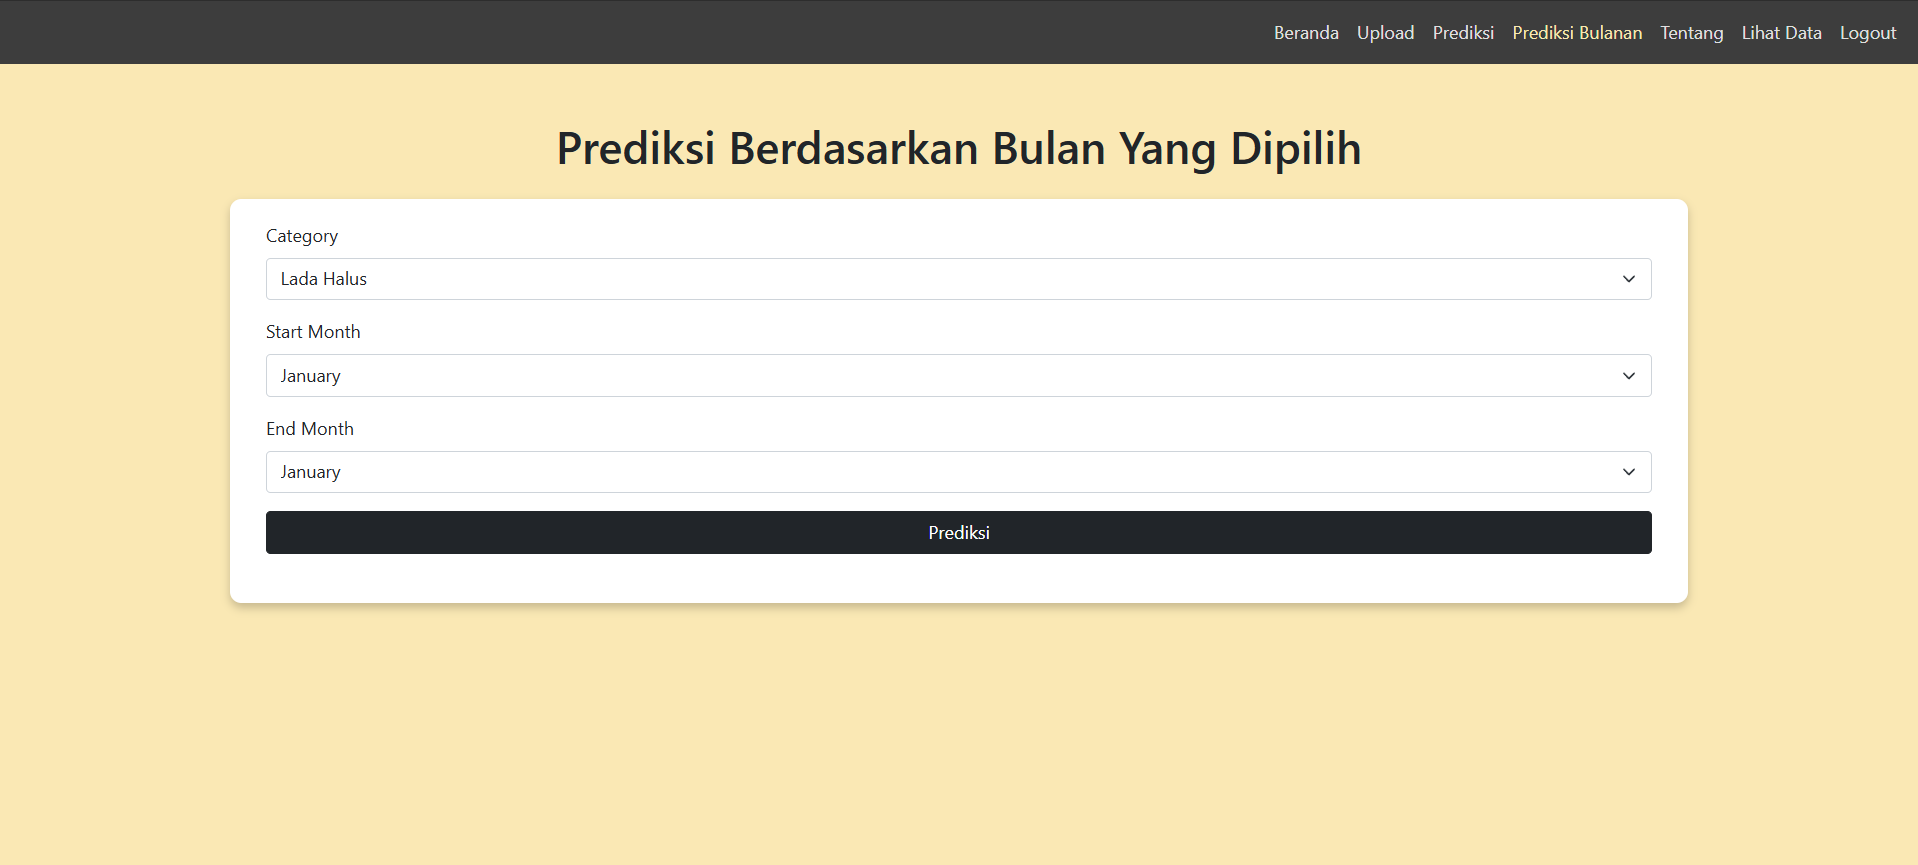 Beranda Upload Prediksi Prediksi Bulanan Tentang Lihat Data Logout
Prediksi Berdasarkan Bulan Yang Dipilih
Category
Lada Halus
Start Month
January
End Month
January
Prediksi